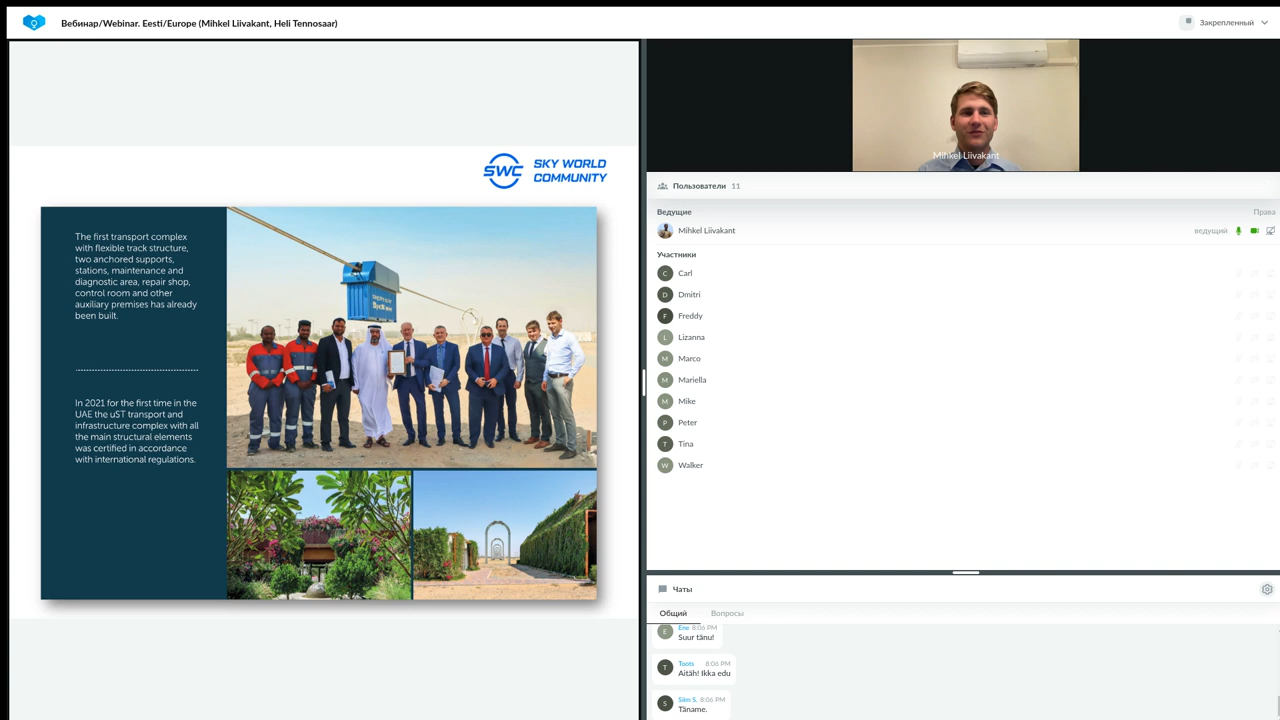 Вебинар/Webinar. Eesti/Europe (Mihkel Liivakant, Heli Tennosaar)
Закрепленный
SWC SKY WORLD
COMMUNITY
The first transport complex
with flexible track structure,
two anchored supports,
stations, maintenance and
diagnostic area, repair shop,
control room and other
auxiliary premises has already
been built.
In 2021 for the first time in the
UAE the uST transport and
infrastructure complex with all
the main structural elements
was certified in accordance
with international regulations.
Mihkel Liivakant
Пользователи 11
Ведущие
Права
Mihkel Liivakant
ведущий
Участники
C Carl
D Dmitri
F Freddy
L Lizanna
M Marco
M Mariella
M Mike
P Peter
T Tina
W Walker
Чаты
Общий
Вопросы
E Ene 8:06 PM
Suur tänu!
T Toots 8:06 PM
Aitäh! Ikka edu
S Siim S. 8:06 PM
Täname.